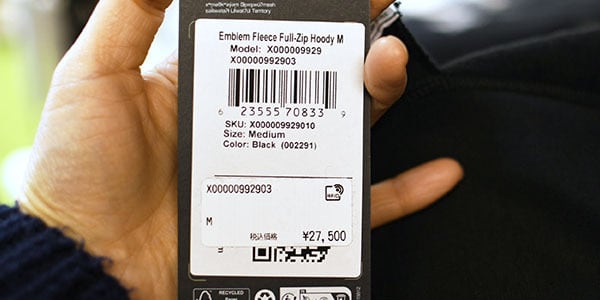 Emblem Fleece Full-Zip Hoody M
Model: X000009929
X00000992903
6 23555 70833 9
SKU: X000009929010
Size: Medium
Color: Black (002291)
X00000992903
RFID
M
税込価格 ¥27,500
RECYCLED